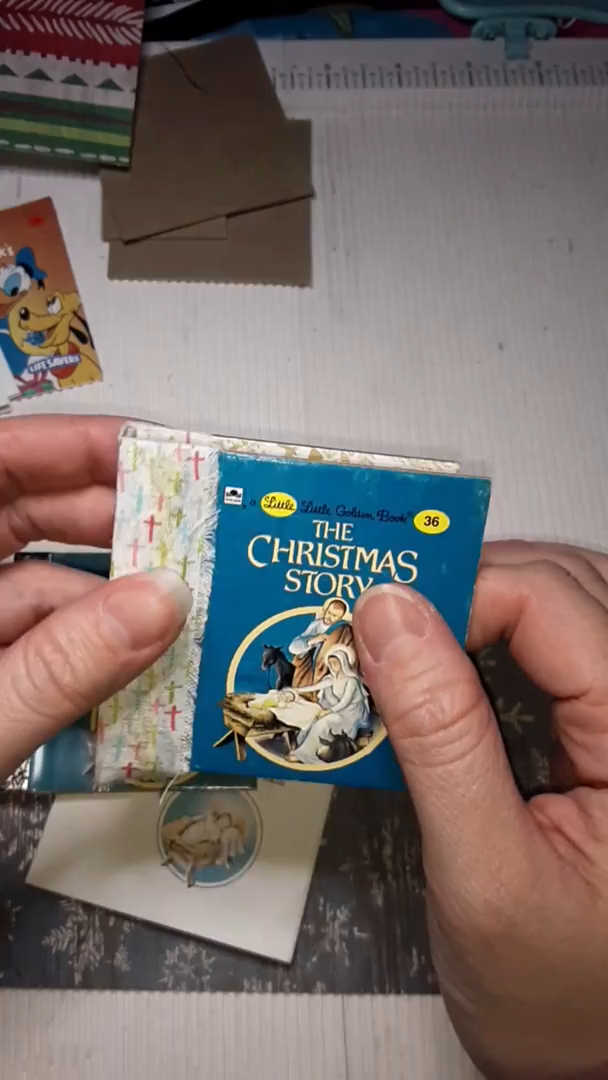 K'S
LIFE SAVERS
a Little Little Golden Book® 36
THE
CHRISTMAS
STORY